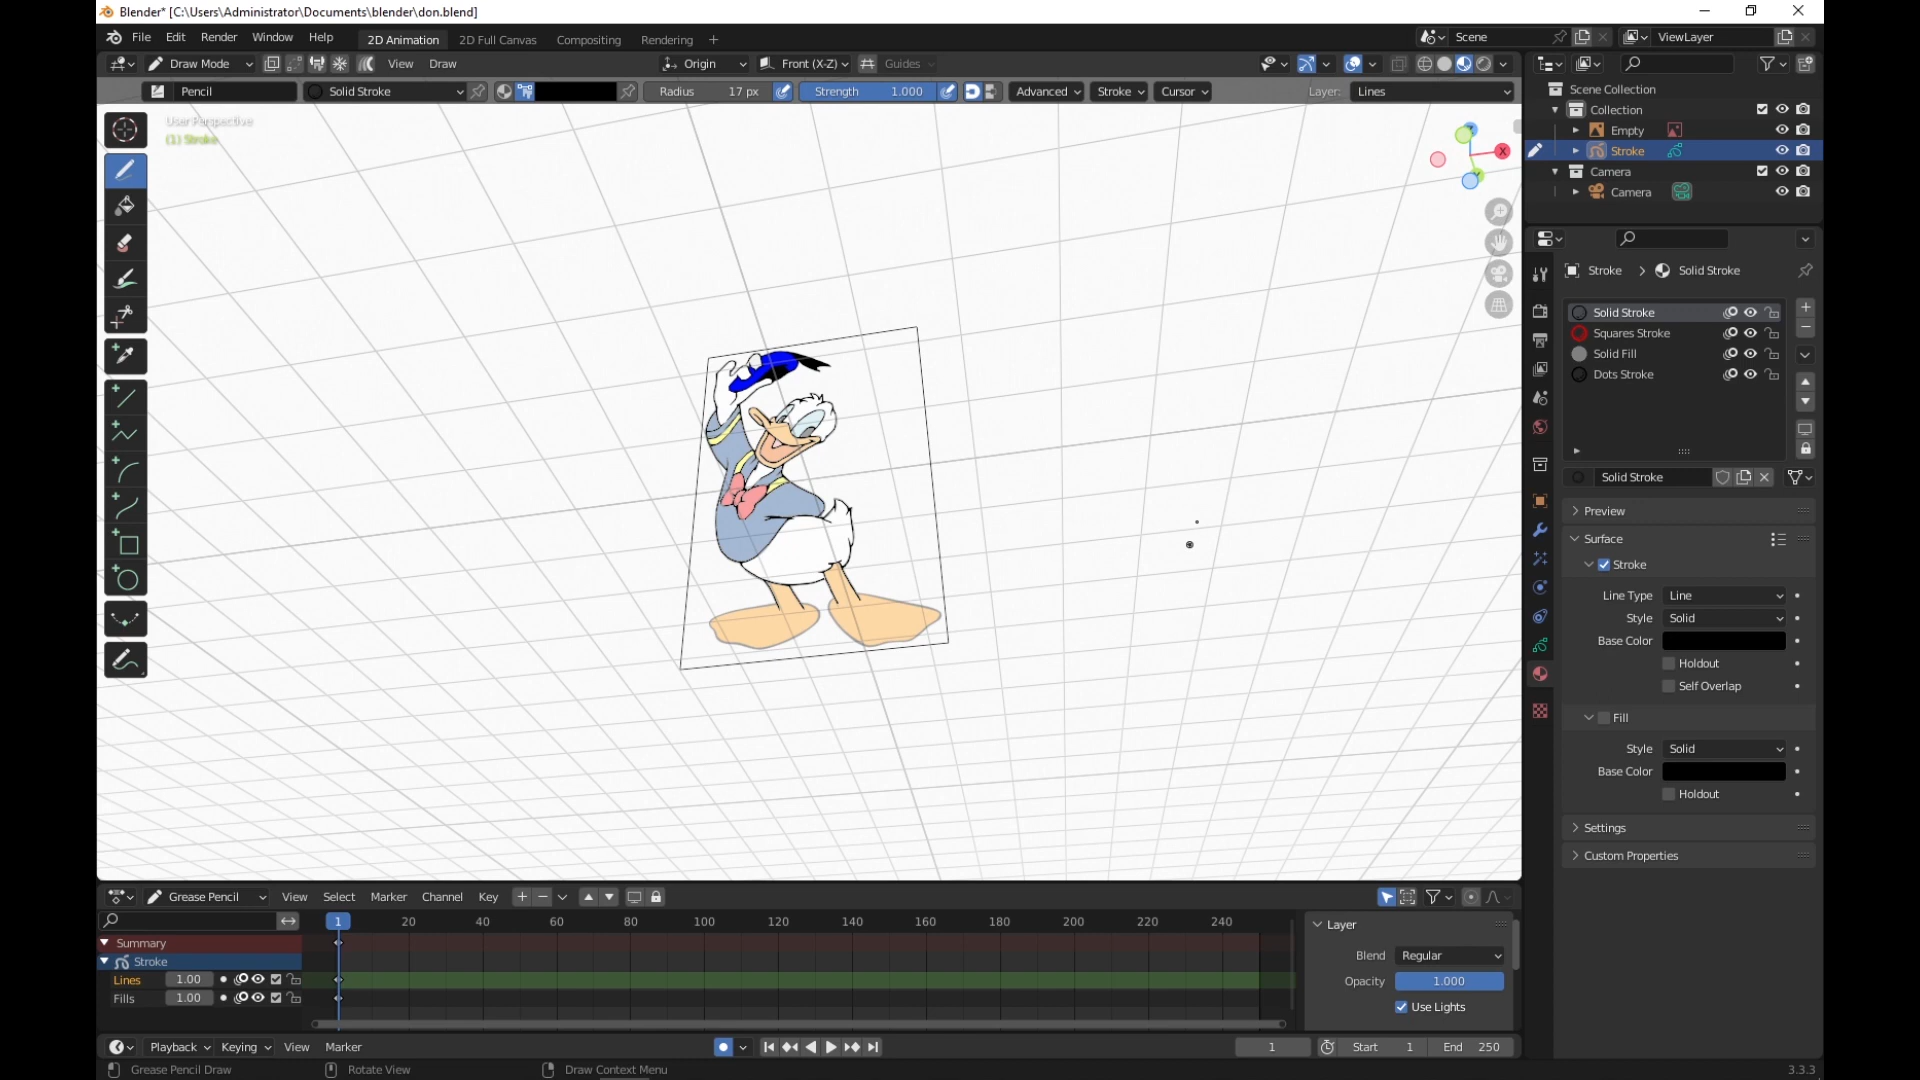 Blender* [C:\Users\Administrator\Documents\blender\don.blend]
File Edit Render Window Help 2D Animation 2D Full Canvas Compositing Rendering + Scene ViewLayer
Draw Mode View Draw Origin Front (X-Z) Guides
Pencil Solid Stroke Radius 17 px Strength 1.000 Advanced Stroke Cursor Layer: Lines
User Perspective
(1) Stroke
X
Scene Collection
Collection
Empty
Stroke
Camera
Camera
Stroke > Solid Stroke
Solid Stroke
Squares Stroke
Solid Fill
Dots Stroke
Solid Stroke
Preview
Surface
Stroke
Line Type Line
Style Solid
Base Color
Holdout
Self Overlap
Fill
Style Solid
Base Color
Holdout
Settings
Custom Properties
Grease Pencil View Select Marker Channel Key
1 20 40 60 80 100 120 140 160 180 200 220 240
Summary
Stroke
Lines 1.00
Fills 1.00
Layer
Blend Regular
Opacity 1.000
Use Lights
Playback Keying View Marker 1 Start 1 End 250
Grease Pencil Draw Rotate View Draw Context Menu 3.3.3